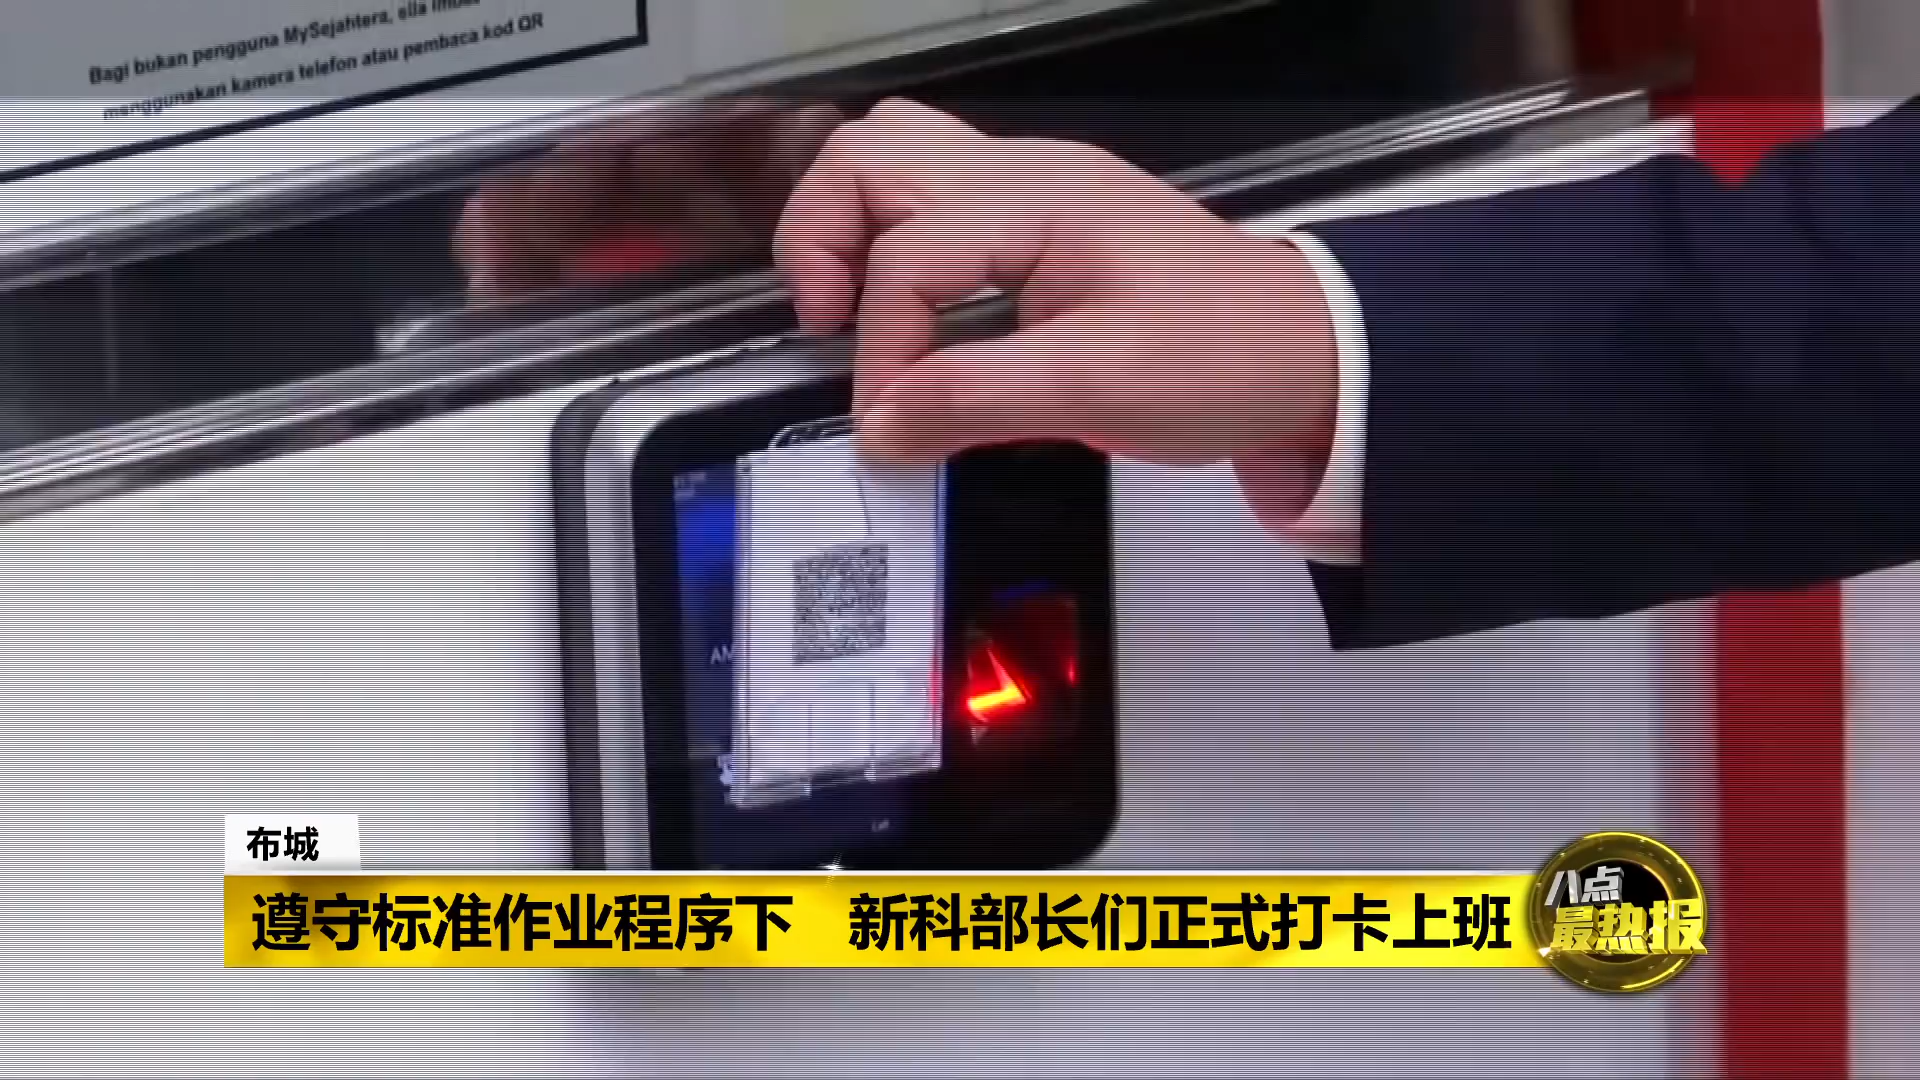 Bagi bukan pengguna MySejahtera, sila imbas
menggunakan kamera telefon atau pembaca kod QR
AM
布城
遵守标准作业程序下 新科部长们正式打卡上班
八点
最热报